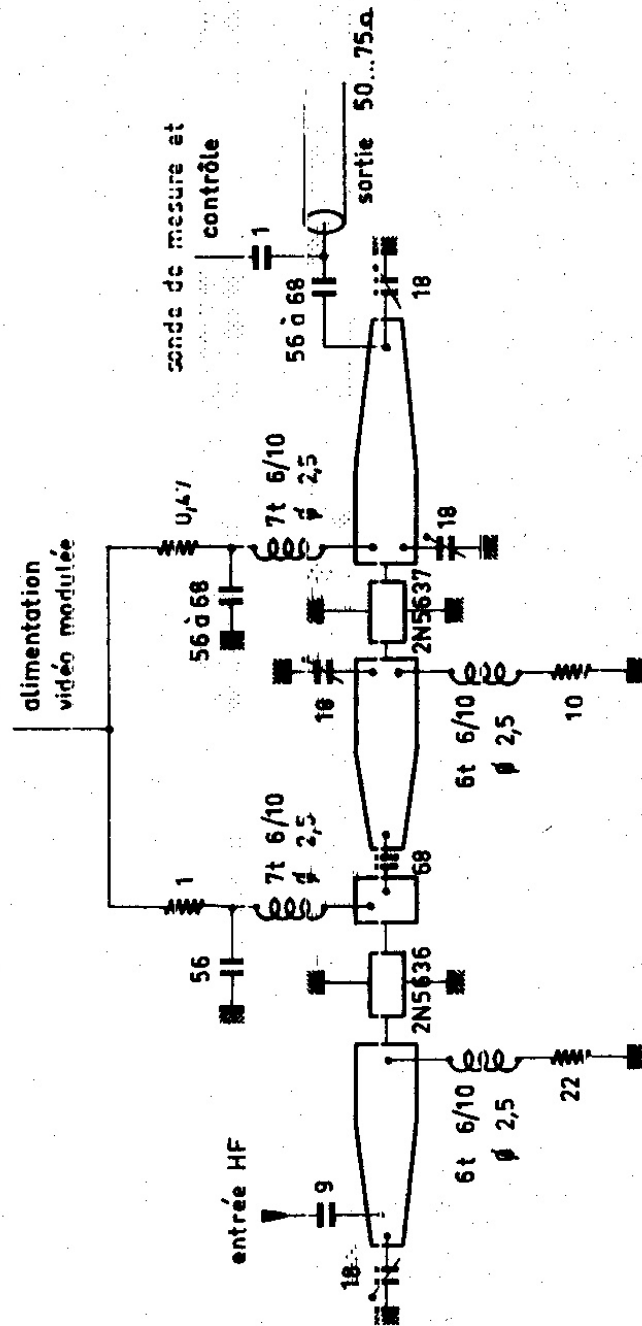 alimentation
vidéo modulée
sonde de mesure et
contrôle
sortie 50...75Ω
entrée HF
1
0,47
1
56
56 à 68
56 à 68
7t 6/10
ø 2,5
7t 6/10
ø 2,5
9
18
18
68
18
18
2N5636
2N5637
6t 6/10
ø 2,5
22
6t 6/10
ø 2,5
10